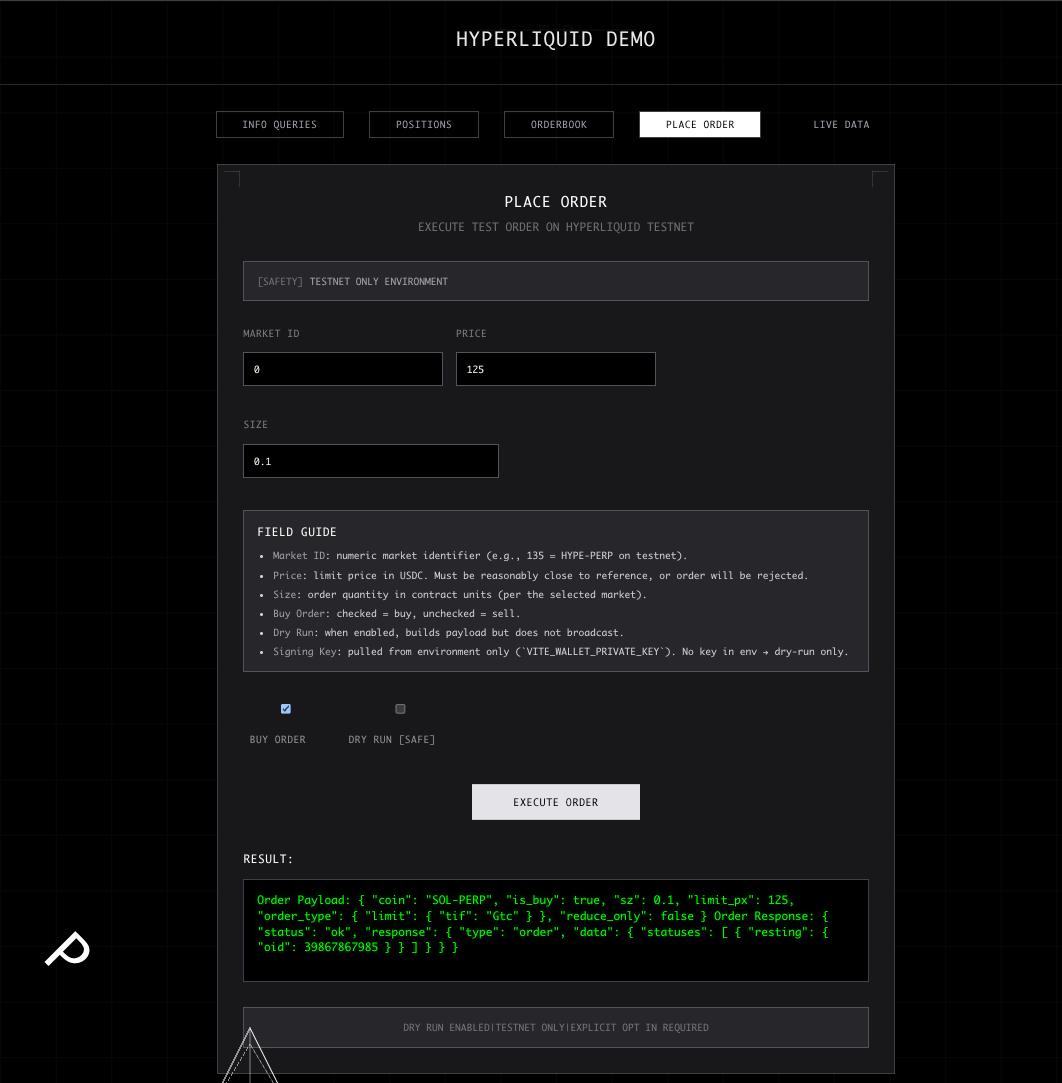 HYPERLIQUID DEMO
INFO QUERIES
POSITIONS
ORDERBOOK
PLACE ORDER
LIVE DATA
PLACE ORDER
EXECUTE TEST ORDER ON HYPERLIQUID TESTNET
[SAFETY] TESTNET ONLY ENVIRONMENT
MARKET ID
PRICE
0
125
SIZE
0.1
FIELD GUIDE
• Market ID: numeric market identifier (e.g., 135 = HYPE-PERP on testnet).
• Price: limit price in USDC. Must be reasonably close to reference, or order will be rejected.
• Size: order quantity in contract units (per the selected market).
• Buy Order: checked = buy, unchecked = sell.
• Dry Run: when enabled, builds payload but does not broadcast.
• Signing Key: pulled from environment only (`VITE_WALLET_PRIVATE_KEY`). No key in env → dry-run only.
BUY ORDER
DRY RUN [SAFE]
EXECUTE ORDER
RESULT:
Order Payload: { "coin": "SOL-PERP", "is_buy": true, "sz": 0.1, "limit_px": 125,
"order_type": { "limit": { "tif": "Gtc" } }, "reduce_only": false } Order Response: {
"status": "ok", "response": { "type": "order", "data": { "statuses": [ { "resting": {
"oid": 39867867985 } } ] } } }
DRY RUN ENABLED|TESTNET ONLY|EXPLICIT OPT IN REQUIRED